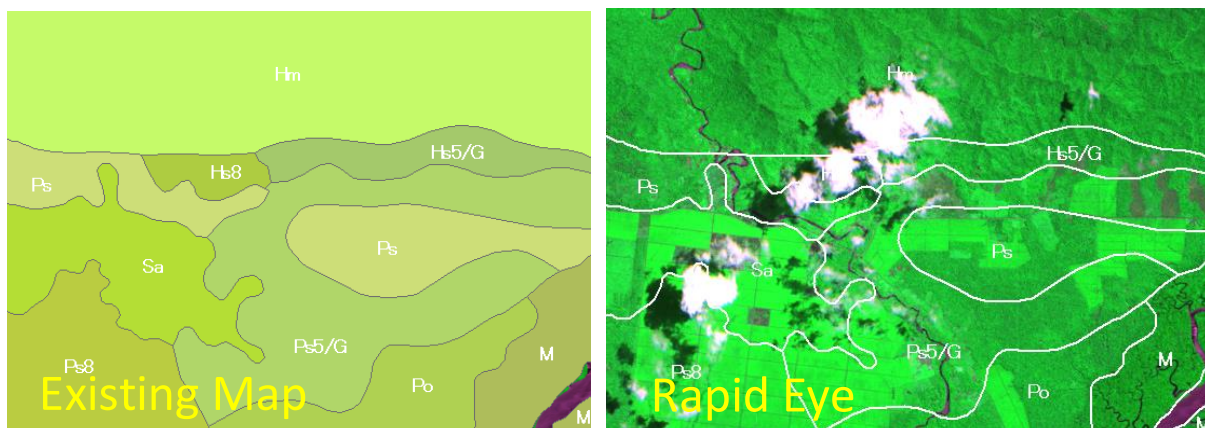 Hm
Hs8
Hs5/G
Ps
Ps
Sa
Ps5/G
Ps8
Po
M
M
Existing Map
Hm
Hs5/G
Ps
Ps
Sa
Ps5/G
Ps8
Po
M
M
Rapid Eye